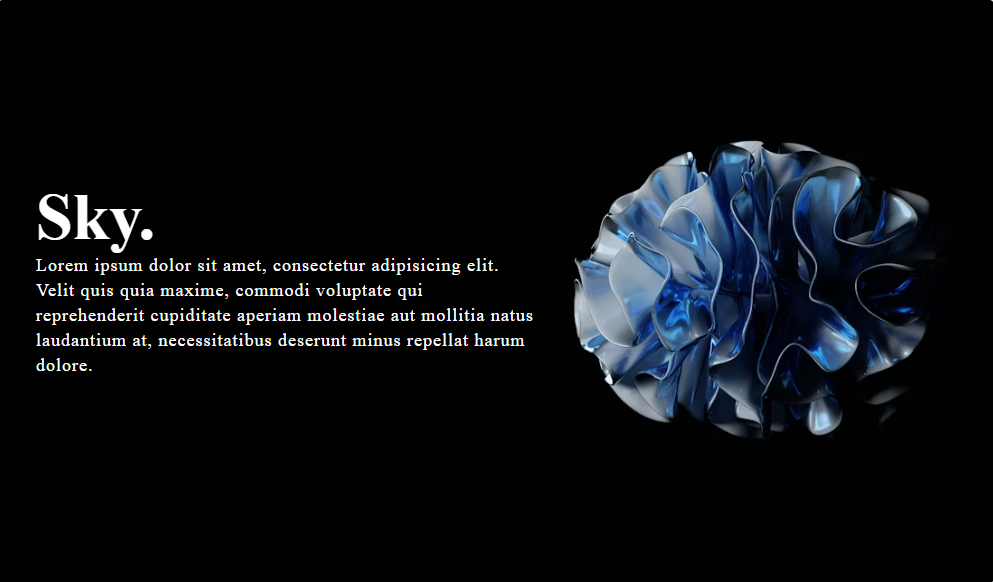 Sky.
Lorem ipsum dolor sit amet, consectetur adipisicing elit.
Velit quis quia maxime, commodi voluptate qui
reprehenderit cupiditate aperiam molestiae aut mollitia natus
laudantium at, necessitatibus deserunt minus repellat harum
dolore.